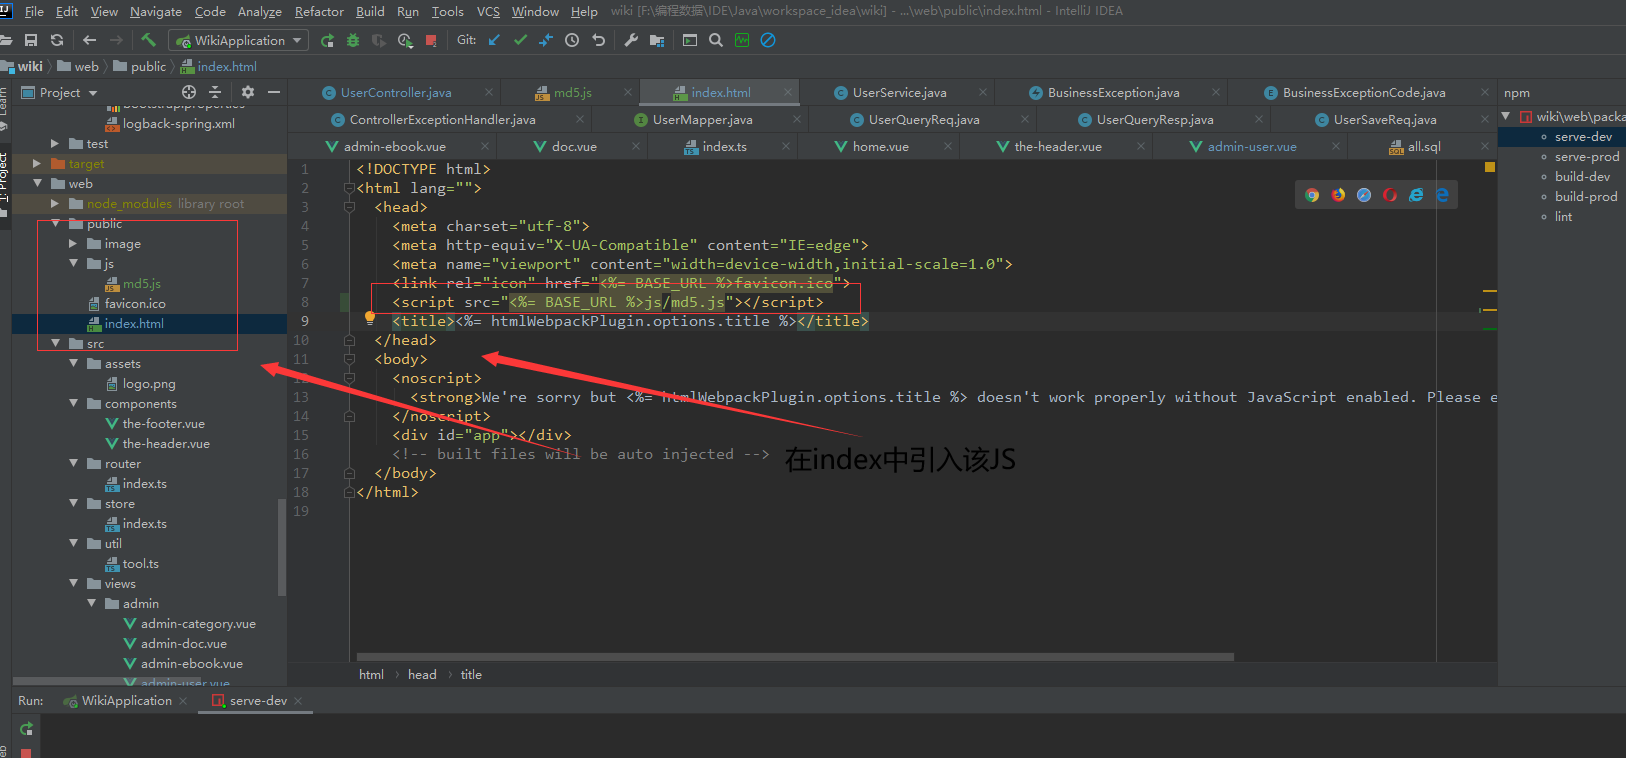 File Edit View Navigate Code Analyze Refactor Build Run Tools VCS Window Help wiki [F:\编程数据\IDE\Java\workspace_idea\wiki] - ...\web\public\index.html - IntelliJ IDEA
WikiApplication Git:
wiki web public index.html
Project
UserController.java md5.js index.html UserService.java BusinessException.java BusinessExceptionCode.java
ControllerExceptionHandler.java UserMapper.java UserQueryReq.java UserQueryResp.java UserSaveReq.java
admin-ebook.vue doc.vue index.ts home.vue the-header.vue admin-user.vue all.sql
Learn
1: Project
bootstrap.properties
logback-spring.xml
test
target
web
node_modules library root
public
image
js
md5.js
favicon.ico
index.html
src
assets
logo.png
components
the-footer.vue
the-header.vue
router
index.ts
store
index.ts
util
tool.ts
views
admin
admin-category.vue
admin-doc.vue
admin-ebook.vue
admin-user.vue
1 <!DOCTYPE html>
2 <html lang="">
3 <head>
4 <meta charset="utf-8">
5 <meta http-equiv="X-UA-Compatible" content="IE=edge">
6 <meta name="viewport" content="width=device-width,initial-scale=1.0">
7 <link rel="icon" href="<%= BASE_URL %>favicon.ico">
8 <script src="<%= BASE_URL %>js/md5.js"></script>
9 <title><%= htmlWebpackPlugin.options.title %></title>
10 </head>
11 <body>
12 <noscript>
13 <strong>We're sorry but <%= htmlWebpackPlugin.options.title %> doesn't work properly without JavaScript enabled. Please e
14 </noscript>
15 <div id="app"></div>
16 <!-- built files will be auto injected -->
17 </body>
18 </html>
19
在index中引入该JS
html head title
npm
wiki\web\packa
serve-dev
serve-prod
build-dev
build-prod
lint
Run: WikiApplication serve-dev